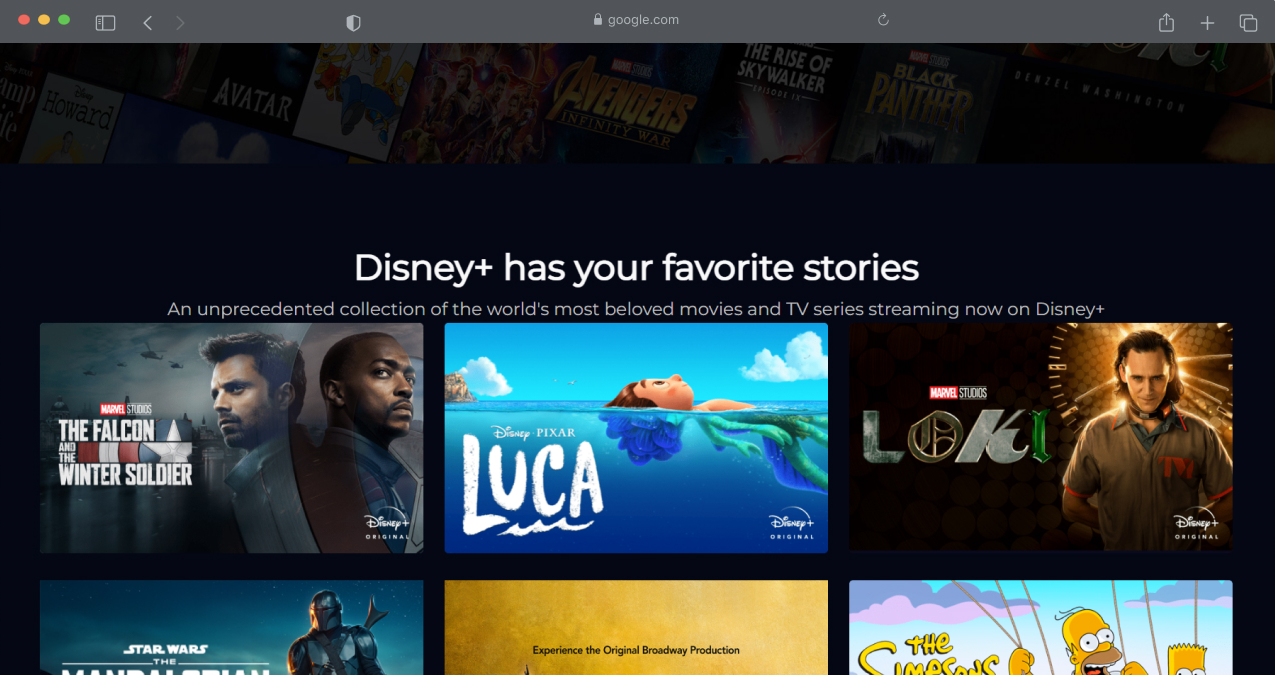 google.com
Disney
Howard
AVATAR
MARVEL STUDIOS
AVENGERS
INFINITY WAR
THE RISE OF
SKYWALKER
EPISODE IX
MARVEL STUDIOS
BLACK
PANTHER
DENZEL WASHINGTON
Disney+ has your favorite stories
An unprecedented collection of the world's most beloved movies and TV series streaming now on Disney+
MARVEL STUDIOS
THE FALCON
AND
THE
WINTER SOLDIER
Disney+
ORIGINAL
Disney · PIXAR
LUCA
Disney+
ORIGINAL
MARVEL STUDIOS
LOKI
Disney+
ORIGINAL
STAR WARS
THE
MANDALORIAN
Experience the Original Broadway Production
THE
SIMPSONS